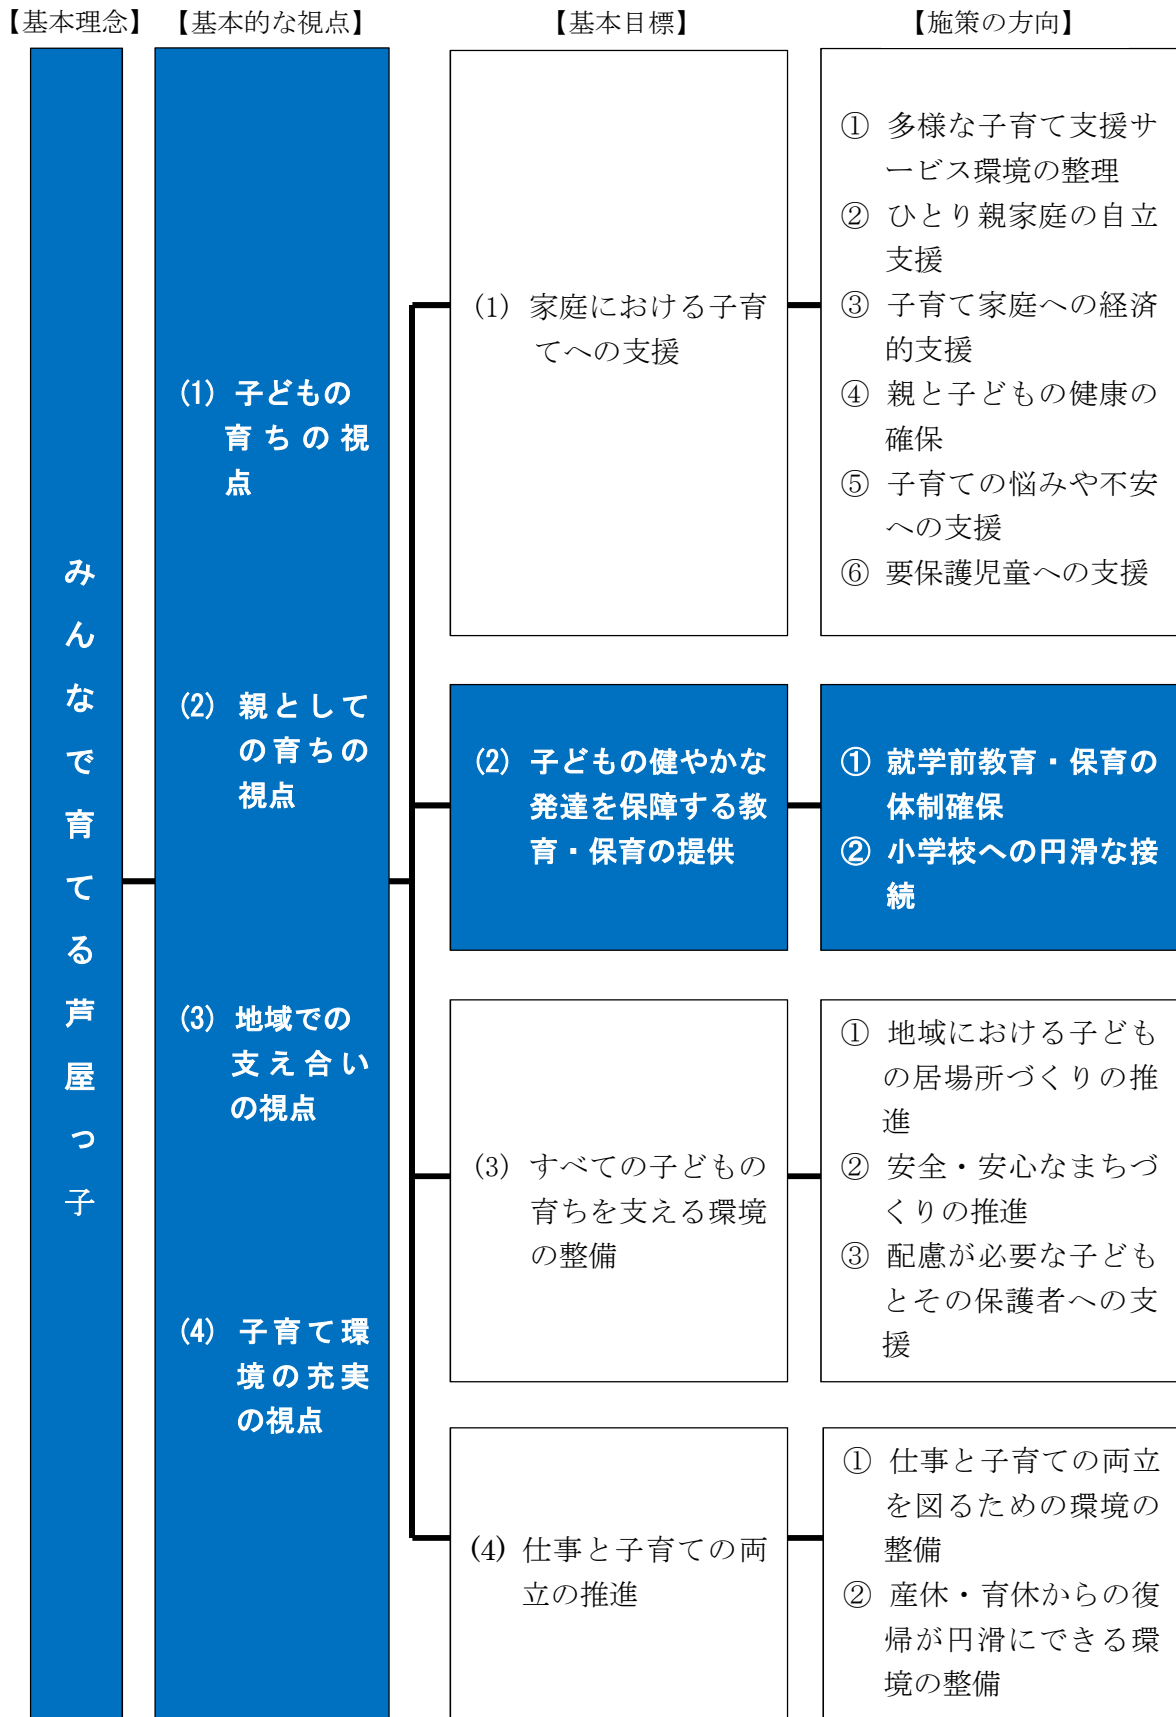 【基本理念】
【基本的な視点】
【基本目標】
【施策の方向】
みんなで育てる芦屋っ子
(1) 子どもの
育ちの視
点
(2) 親として
の育ちの
視点
(3) 地域での
支え合い
の視点
(4) 子育て環
境の充実
の視点
(1) 家庭における子育
てへの支援
① 多様な子育て支援サ
ービス環境の整理
② ひとり親家庭の自立
支援
③ 子育て家庭への経済
的支援
④ 親と子どもの健康の
確保
⑤ 子育ての悩みや不安
への支援
⑥ 要保護児童への支援
(2) 子どもの健やかな
発達を保障する教
育・保育の提供
① 就学前教育・保育の
体制確保
② 小学校への円滑な接
続
(3) すべての子どもの
育ちを支える環境
の整備
① 地域における子ども
の居場所づくりの推
進
② 安全・安心なまちづ
くりの推進
③ 配慮が必要な子ども
とその保護者への支
援
(4) 仕事と子育ての両
立の推進
① 仕事と子育ての両立
を図るための環境の
整備
② 産休・育休からの復
帰が円滑にできる環
境の整備